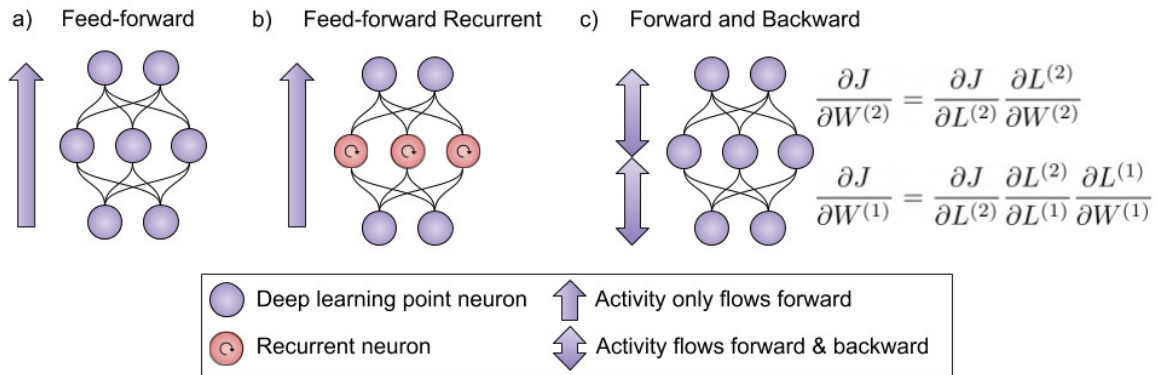 a) Feed-forward
b) Feed-forward Recurrent
c) Forward and Backward
∂J/∂W^(2) = ∂J/∂L^(2) ∂L^(2)/∂W^(2)
∂J/∂W^(1) = ∂J/∂L^(2) ∂L^(2)/∂L^(1) ∂L^(1)/∂W^(1)
Deep learning point neuron
Activity only flows forward
Recurrent neuron
Activity flows forward & backward